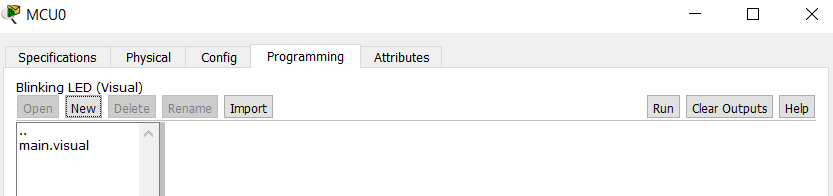 MCU0
Specifications Physical Config Programming Attributes
Blinking LED (Visual)
Open New Delete Rename Import Run Clear Outputs Help
..
main.visual